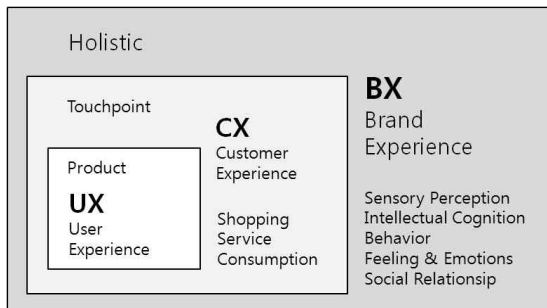 Holistic
Touchpoint
Product
UX
User
Experience
CX
Customer
Experience
Shopping
Service
Consumption
BX
Brand
Experience
Sensory Perception
Intellectual Cognition
Behavior
Feeling & Emotions
Social Relationsip